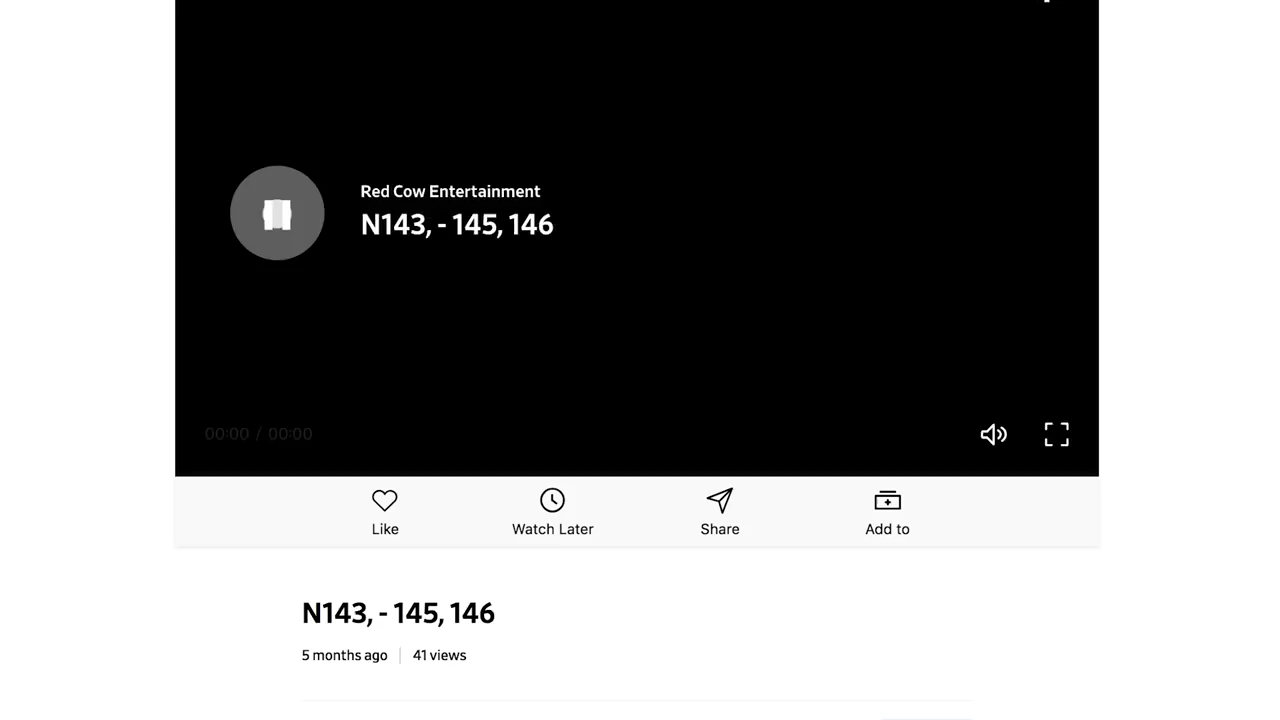 Red Cow Entertainment
N143, - 145, 146
00:00 / 00:00
Like
Watch Later
Share
Add to
N143, - 145, 146
5 months ago
41 views